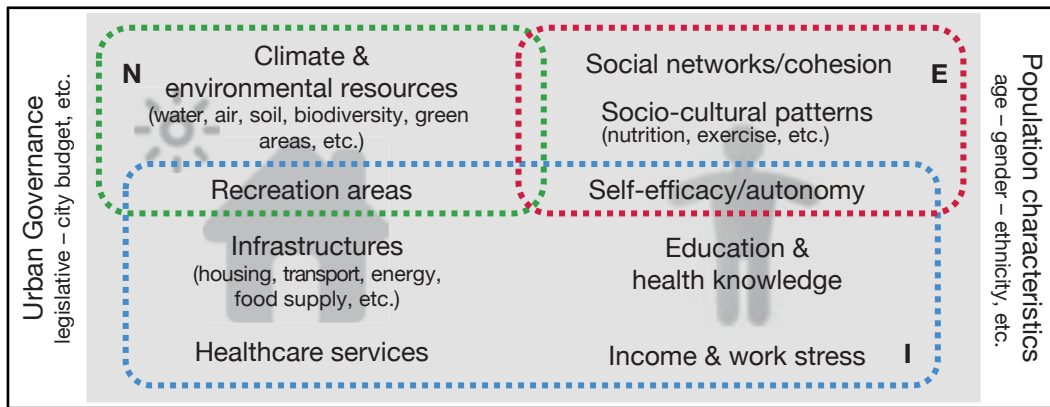 Urban Governance
legislative – city budget, etc.
N
Climate &
environmental resources
(water, air, soil, biodiversity, green
areas, etc.)
Recreation areas
Infrastructures
(housing, transport, energy,
food supply, etc.)
Healthcare services
E
Social networks/cohesion
Socio-cultural patterns
(nutrition, exercise, etc.)
Self-efficacy/autonomy
Education &
health knowledge
Income & work stress
I
Population characteristics
age – gender – ethnicity, etc.